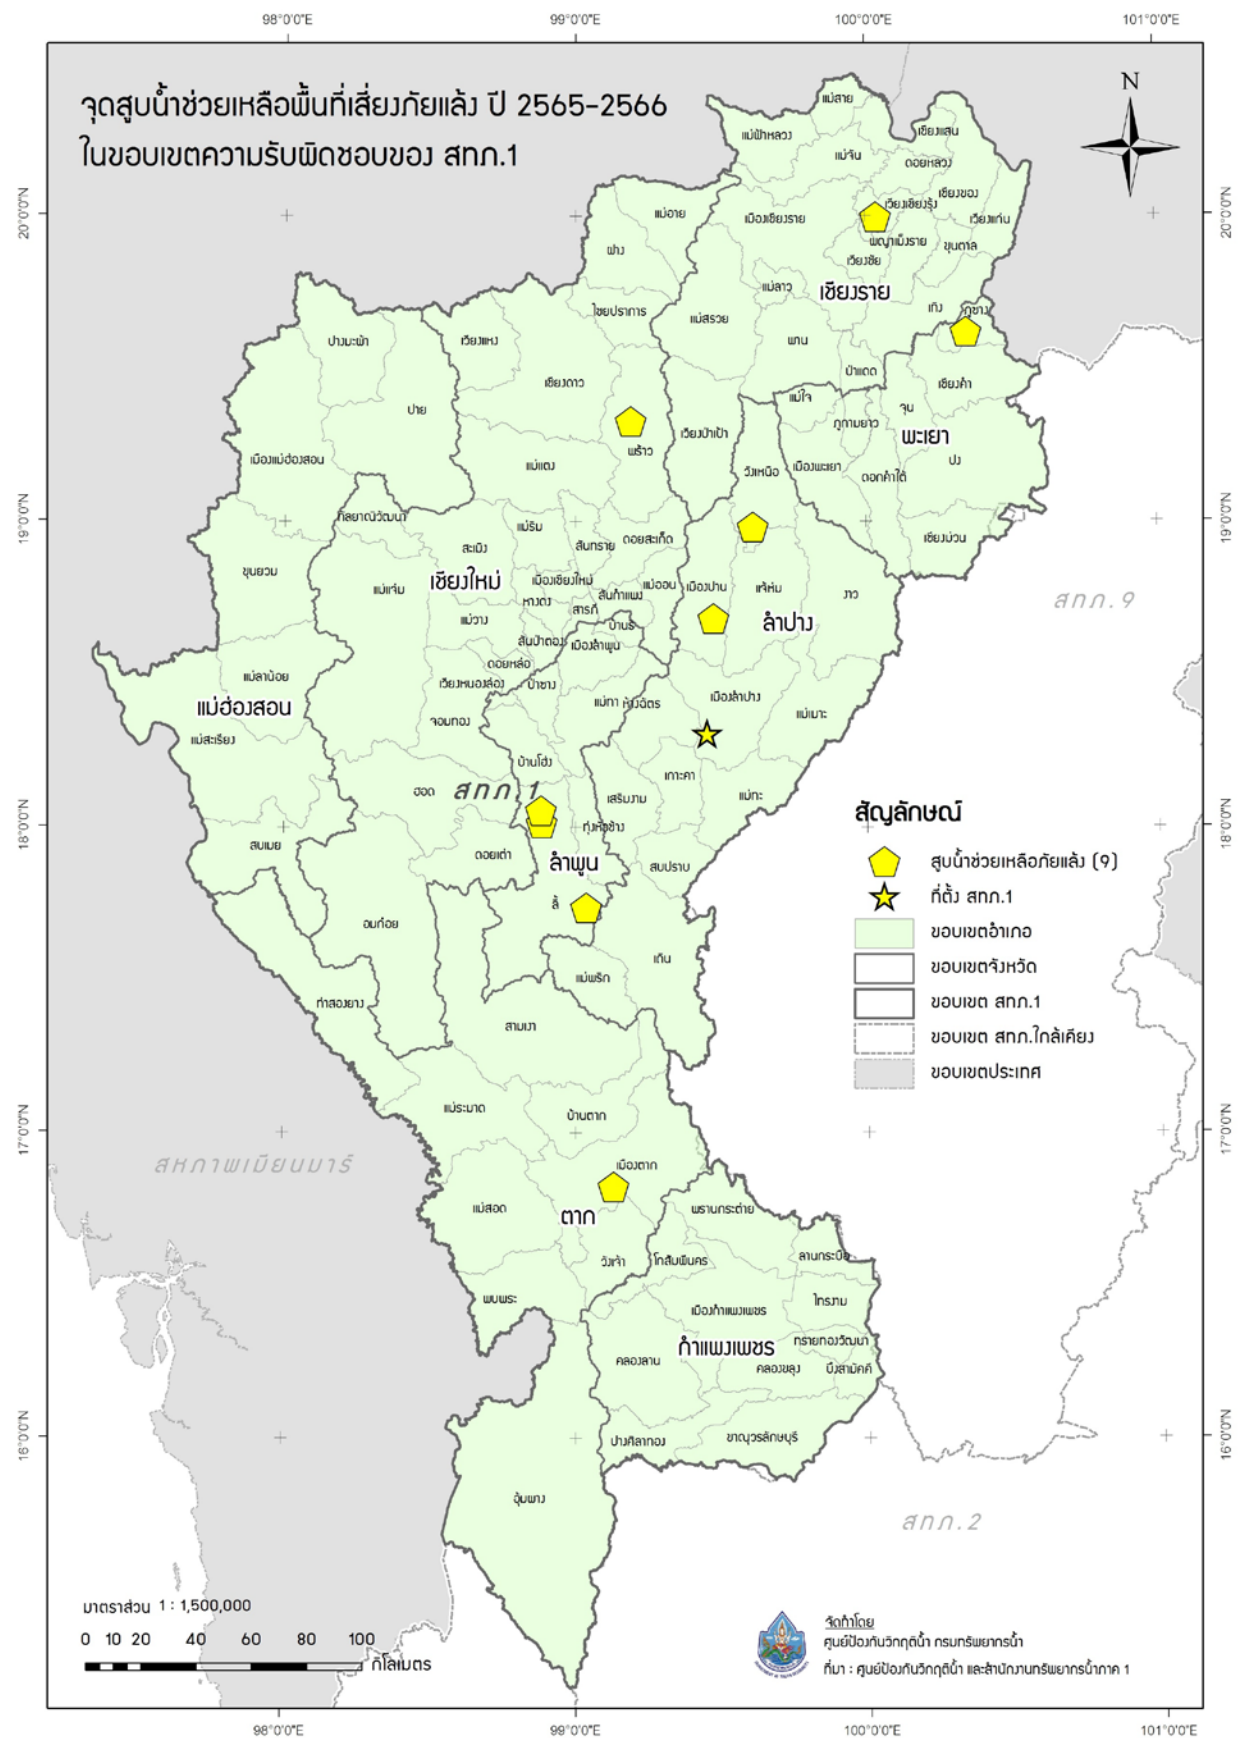 98°0'0"E 99°0'0"E 100°0'0"E 101°0'0"E
จุดสูบน้ำช่วยเหลือพื้นที่เสี่ยงภัยแล้ง ปี 2565-2566
ในขอบเขตความรับผิดชอบของ สทภ.1
N
แม่สาย
เชียงแสน
แม่ฟ้าหลวง
แม่จัน
ดอยหลวง
เชียงของ
เวียงเชียงรุ้ง
20°0'0"N
แม่อาย
เมืองเชียงราย
เวียงแก่น
20°0'0"N
พญาเม็งราย
ขุนตาล
ฝาง
เวียงชัย
แม่ลาว
เชียงราย
ไชยปราการ
เทิง
ภูซาง
แม่สรวย
ปางมะผ้า
เวียงแหง
พาน
ป่าแดด
เชียงดาว
เชียงคำ
แม่ใจ
ปาย
จุน
ภูกามยาว
เวียงป่าเป้า
พะเยา
พร้าว
เมืองแม่ฮ่องสอน
แม่แตง
วังเหนือ
เมืองพะเยา
ปง
ดอกคำใต้
19°0'0"N
กัลยาณิวัฒนา
แม่ริม
19°0'0"N
สะเมิง
สันทราย
ดอยสะเก็ด
เชียงม่วน
ขุนยวม
เชียงใหม่
เมืองเชียงใหม่
แม่แจ่ม
แม่ออน
เมืองปาน
แจ้ห่ม
งาว
หางดง
สันกำแพง
สทภ.9
แม่วาง
สารภี
ลำปาง
บ้านธิ
สันป่าตอง
เมืองลำพูน
ดอยหล่อ
แม่ลาน้อย
เวียงหนองล่อง
ป่าซาง
แม่ฮ่องสอน
แม่ทา
ห้างฉัตร
เมืองลำปาง
แม่เมาะ
จอมทอง
แม่สะเรียง
บ้านโฮ่ง
เกาะคา
ฮอด
สทภ.1
เสริมงาม
แม่ทะ
สัญลักษณ์
18°0'0"N
ทุ่งหัวช้าง
18°0'0"N
สบเมย
ดอยเต่า
ลำพูน
สบปราบ
สูบน้ำช่วยเหลือภัยแล้ง (9)
ที่ตั้ง สทภ.1
ลี้
อมก๋อย
ขอบเขตอำเภอ
เถิน
ขอบเขตจังหวัด
แม่พริก
ท่าสองยาง
ขอบเขต สทภ.1
สามเงา
ขอบเขต สทภ.ใกล้เคียง
ขอบเขตประเทศ
แม่ระมาด
บ้านตาก
17°0'0"N
17°0'0"N
สหภาพเมียนมาร์
เมืองตาก
แม่สอด
ตาก
พรานกระต่าย
วังเจ้า
โกสัมพีนคร
ลานกระบือ
พบพระ
เมืองกำแพงเพชร
ไทรงาม
กำแพงเพชร
ทรายทองวัฒนา
คลองลาน
คลองขลุง
บึงสามัคคี
16°0'0"N
ปางศิลาทอง
ขาณุวรลักษบุรี
16°0'0"N
อุ้มผาง
สทภ.2
มาตราส่วน 1 : 1,500,000
0 10 20 40 60 80 100
กิโลเมตร
จัดทำโดย
ศูนย์ป้องกันวิกฤติน้ำ กรมทรัพยากรน้ำ
ที่มา : ศูนย์ป้องกันวิกฤติน้ำ และสำนักงานทรัพยากรน้ำภาค 1
98°0'0"E 99°0'0"E 100°0'0"E 101°0'0"E